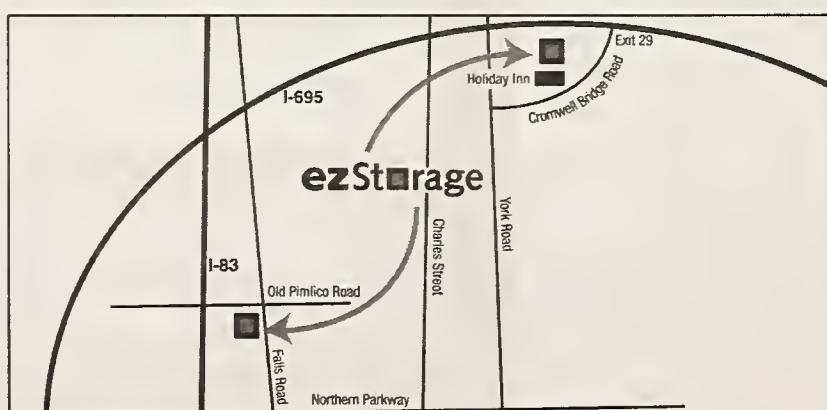 Exit 29
Holiday Inn
Cromwell Bridge Road
I-695
ezStorage
Charles Street
York Road
I-83
Old Pimlico Road
Falls Road
Northern Parkway